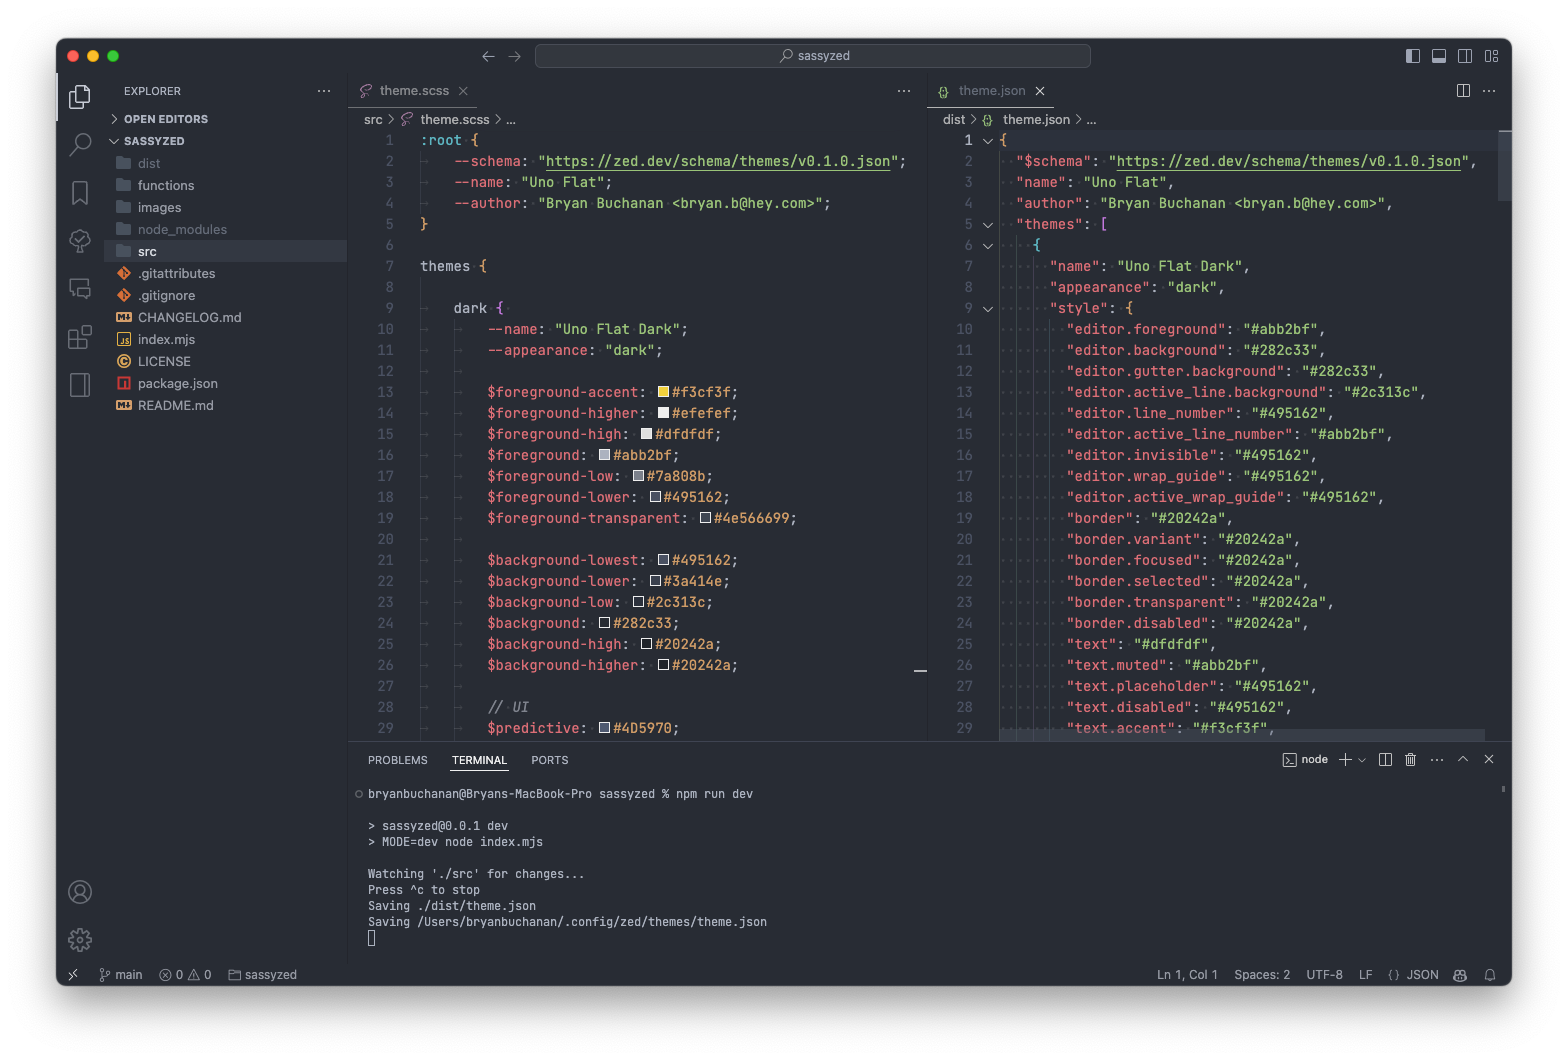 sassyzed
EXPLORER
OPEN EDITORS
SASSYZED
dist
functions
images
node_modules
src
.gitattributes
.gitignore
CHANGELOG.md
index.mjs
LICENSE
package.json
README.md
theme.scss
src > theme.scss > ...
1 :root {
2 --schema: "https://zed.dev/schema/themes/v0.1.0.json";
3 --name: "Uno Flat";
4 --author: "Bryan Buchanan <bryan.b@hey.com>";
5 }
6
7 themes {
8
9 dark {
10 --name: "Uno Flat Dark";
11 --appearance: "dark";
12
13 $foreground-accent: #f3cf3f;
14 $foreground-higher: #efefef;
15 $foreground-high: #dfdfdf;
16 $foreground: #abb2bf;
17 $foreground-low: #7a808b;
18 $foreground-lower: #495162;
19 $foreground-transparent: #4e566699;
20
21 $background-lowest: #495162;
22 $background-lower: #3a414e;
23 $background-low: #2c313c;
24 $background: #282c33;
25 $background-high: #20242a;
26 $background-higher: #20242a;
27
28 // UI
29 $predictive: #4D5970;
theme.json
dist > theme.json > ...
1 {
2 "$schema": "https://zed.dev/schema/themes/v0.1.0.json",
3 "name": "Uno Flat",
4 "author": "Bryan Buchanan <bryan.b@hey.com>",
5 "themes": [
6 {
7 "name": "Uno Flat Dark",
8 "appearance": "dark",
9 "style": {
10 "editor.foreground": "#abb2bf",
11 "editor.background": "#282c33",
12 "editor.gutter.background": "#282c33",
13 "editor.active_line.background": "#2c313c",
14 "editor.line_number": "#495162",
15 "editor.active_line_number": "#abb2bf",
16 "editor.invisible": "#495162",
17 "editor.wrap_guide": "#495162",
18 "editor.active_wrap_guide": "#495162",
19 "border": "#20242a",
20 "border.variant": "#20242a",
21 "border.focused": "#20242a",
22 "border.selected": "#20242a",
23 "border.transparent": "#20242a",
24 "border.disabled": "#20242a",
25 "text": "#dfdfdf",
26 "text.muted": "#abb2bf",
27 "text.placeholder": "#495162",
28 "text.disabled": "#495162",
29 "text.accent": "#f3cf3f",
PROBLEMS TERMINAL PORTS
node
bryanbuchanan@Bryans-MacBook-Pro sassyzed % npm run dev
> sassyzed@0.0.1 dev
> MODE=dev node index.mjs
Watching './src' for changes...
Press ^c to stop
Saving ./dist/theme.json
Saving /Users/bryanbuchanan/.config/zed/themes/theme.json
main 0 0 sassyzed
Ln 1, Col 1 Spaces: 2 UTF-8 LF {} JSON